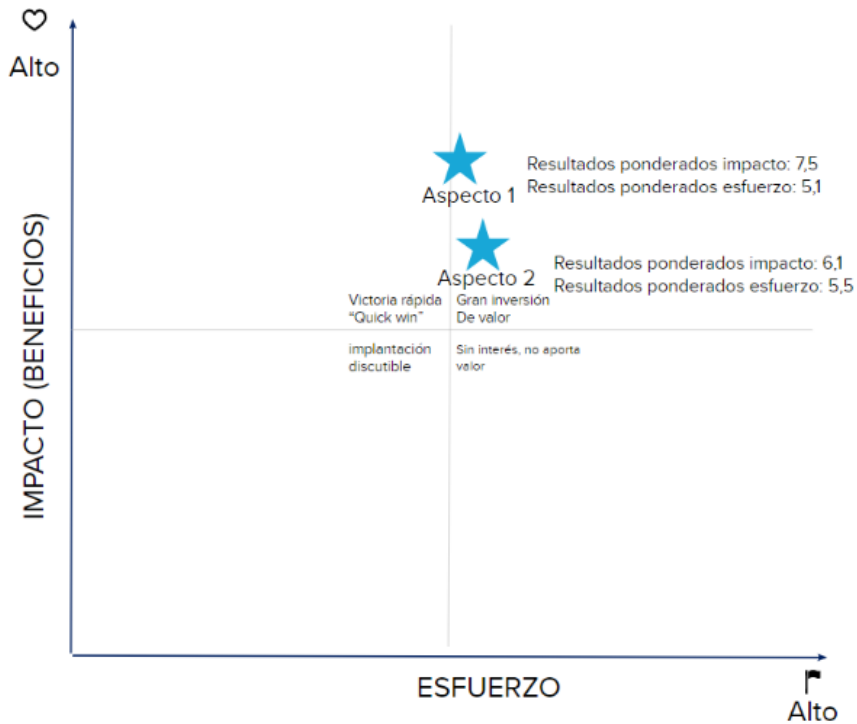 Alto
IMPACTO (BENEFICIOS)
Resultados ponderados impacto: 7,5
Resultados ponderados esfuerzo: 5,1
Aspecto 1
Resultados ponderados impacto: 6,1
Resultados ponderados esfuerzo: 5,5
Aspecto 2
Victoria rápida
“Quick win”
Gran inversión
De valor
implantación
discutible
Sin interés, no aporta
valor
ESFUERZO
Alto